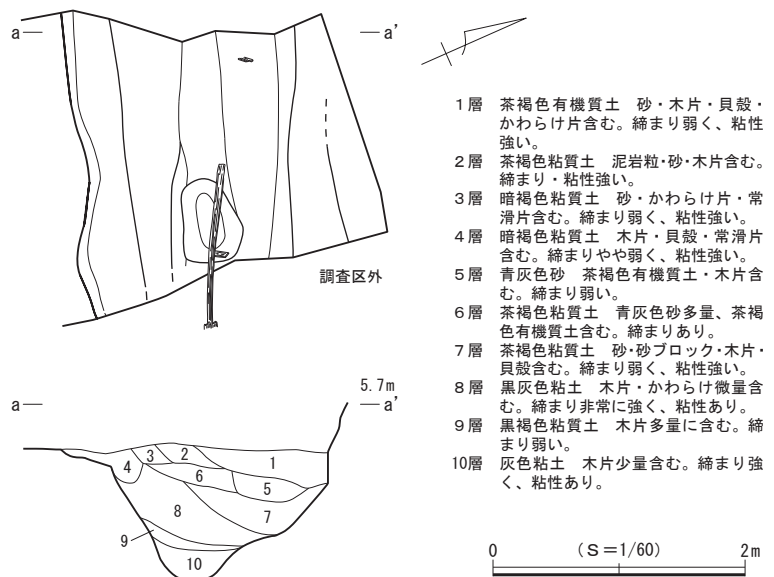 a
a’
調査区外
5.7m
a
a’
1
2
3
4
5
6
7
8
9
10
1層 茶褐色有機質土 砂・木片・貝殻・
かわらけ片含む。締まり弱く、粘性
強い。
2層 茶褐色粘質土 泥岩粒・砂・木片含む。
締まり・粘性強い。
3層 暗褐色粘質土 砂・かわらけ片・常
滑片含む。締まり弱く、粘性強い。
4層 暗褐色粘質土 木片・貝殻・常滑片
含む。締まりやや弱く、粘性強い。
5層 青灰色砂 茶褐色有機質土・木片含
む。締まり弱い。
6層 茶褐色粘質土 青灰色砂多量、茶褐
色有機質土含む。締まりあり。
7層 茶褐色粘質土 砂・砂ブロック・木片・
貝殻含む。締まり弱く、粘性強い。
8層 黒灰色粘土 木片・かわらけ微量含
む。締まり非常に強く、粘性あり。
9層 黒褐色粘質土 木片多量に含む。締
まり弱い。
10層 灰色粘土 木片少量含む。締まり強
く、粘性あり。
0 (S=1/60) 2m